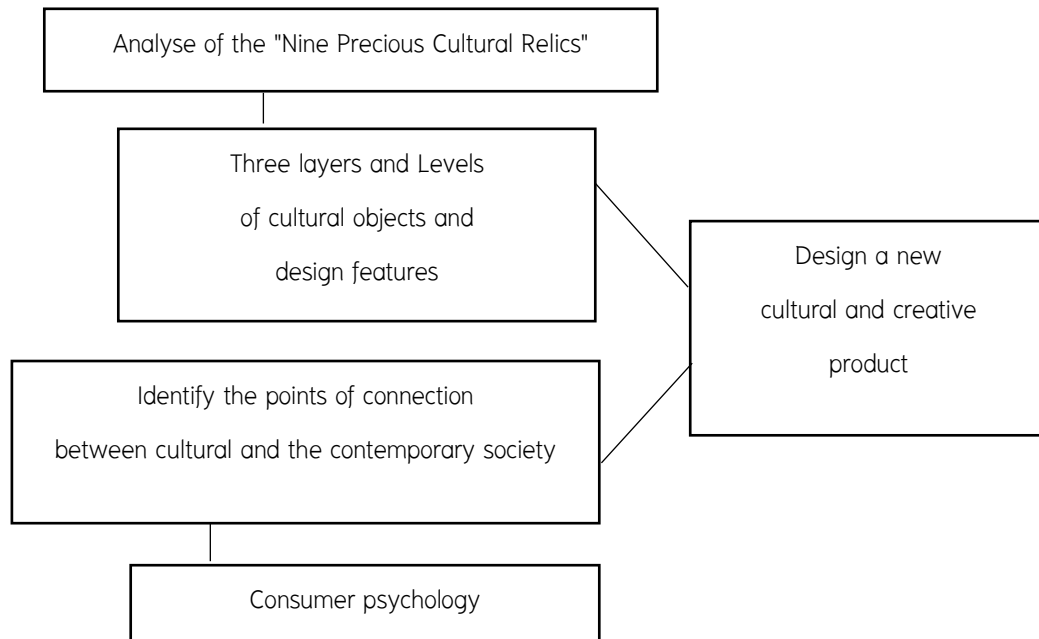 Analyse of the "Nine Precious Cultural Relics"
Three layers and Levels
of cultural objects and
design features
Design a new
cultural and creative
product
Identify the points of connection
between cultural and the contemporary society
Consumer psychology